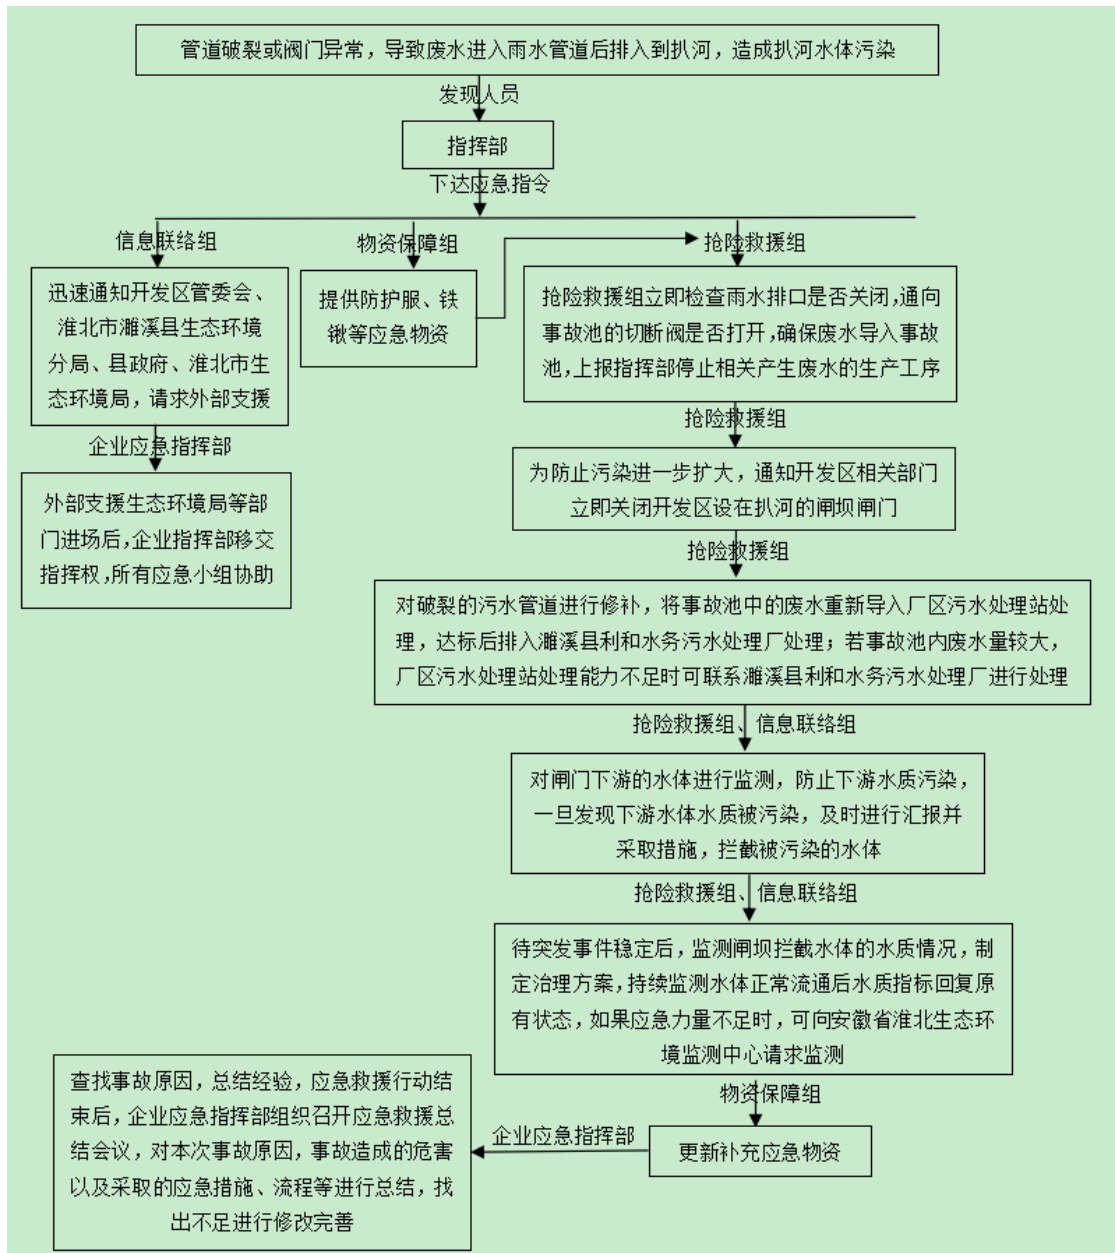 管道破裂或阀门异常，导致废水进入雨水管道后排入到扒河，造成扒河水体污染
发现人员
指挥部
下达应急指令
信息联络组
迅速通知开发区管委会、
淮北市濉溪县生态环境
分局、县政府、淮北市生
态环境局，请求外部支援
企业应急指挥部
外部支援生态环境局等部
门进场后,企业指挥部移交
指挥权,所有应急小组协助
物资保障组
提供防护服、铁
锹等应急物资
抢险救援组
抢险救援组立即检查雨水排口是否关闭,通向
事故池的切断阀是否打开,确保废水导入事故
池,上报指挥部停止相关产生废水的生产工序
抢险救援组
为防止污染进一步扩大，通知开发区相关部门
立即关闭开发区设在扒河的闸坝闸门
抢险救援组
对破裂的污水管道进行修补，将事故池中的废水重新导入厂区污水处理站处
理，达标后排入濉溪县利和水务污水处理厂处理；若事故池内废水量较大，
厂区污水处理站处理能力不足时可联系濉溪县利和水务污水处理厂进行处理
抢险救援组、信息联络组
对闸门下游的水体进行监测，防止下游水质污染，
一旦发现下游水体水质被污染，及时进行汇报并
采取措施，拦截被污染的水体
抢险救援组、信息联络组
待突发事件稳定后，监测闸坝拦截水体的水质情况，制
定治理方案，持续监测水体正常流通后水质指标回复原
有状态，如果应急力量不足时，可向安徽省淮北生态环
境监测中心请求监测
物资保障组
更新补充应急物资
企业应急指挥部
查找事故原因，总结经验，应急救援行动结
束后，企业应急指挥部组织召开应急救援总
结会议，对本次事故原因，事故造成的危害
以及采取的应急措施、流程等进行总结，找
出不足进行修改完善